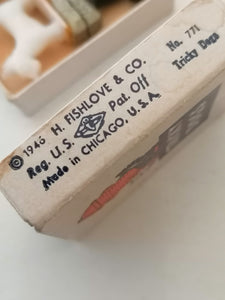 © 1946 H. FISHLOVE & CO.
Reg. U.S. Pat. Off
Made in CHICAGO, U.S.A.
No. 771
Tricky Dogs